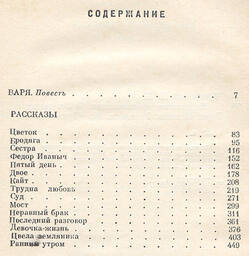 СОДЕРЖАНИЕ
ВАРЯ. Повесть . . . . . . . . . . 7
РАССКАЗЫ
Цветок . . . . . . . . . . 83
Бродяга . . . . . . . . . . 95
Сестра . . . . . . . . . . 116
Федор Иваныч . . . . . . . . . . 152
Пятый день . . . . . . . . . . 162
Двое . . . . . . . . . . 178
Кайт . . . . . . . . . . 208
Трудна любовь . . . . . . . . . . 219
Суд . . . . . . . . . . 271
Мост . . . . . . . . . . 299
Неравный брак . . . . . . . . . . 311
Последний разговор . . . . . . . . . . 361
Девочка-жизнь . . . . . . . . . . 376
Цвела земляника . . . . . . . . . . 403
Ранним утром . . . . . . . . . . 449